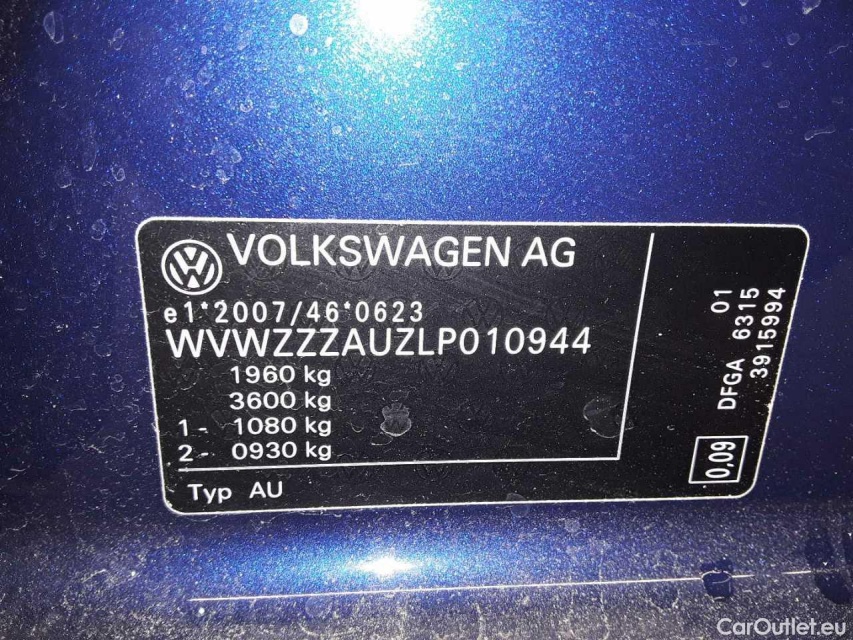 VOLKSWAGEN AG
e1*2007/46*0623
WVWZZZAUZLP010944
1960 kg
3600 kg
1- 1080 kg
2- 0930 kg
Typ AU
01
DFGA 6315
3915994
0,09
CarOutlet.eu